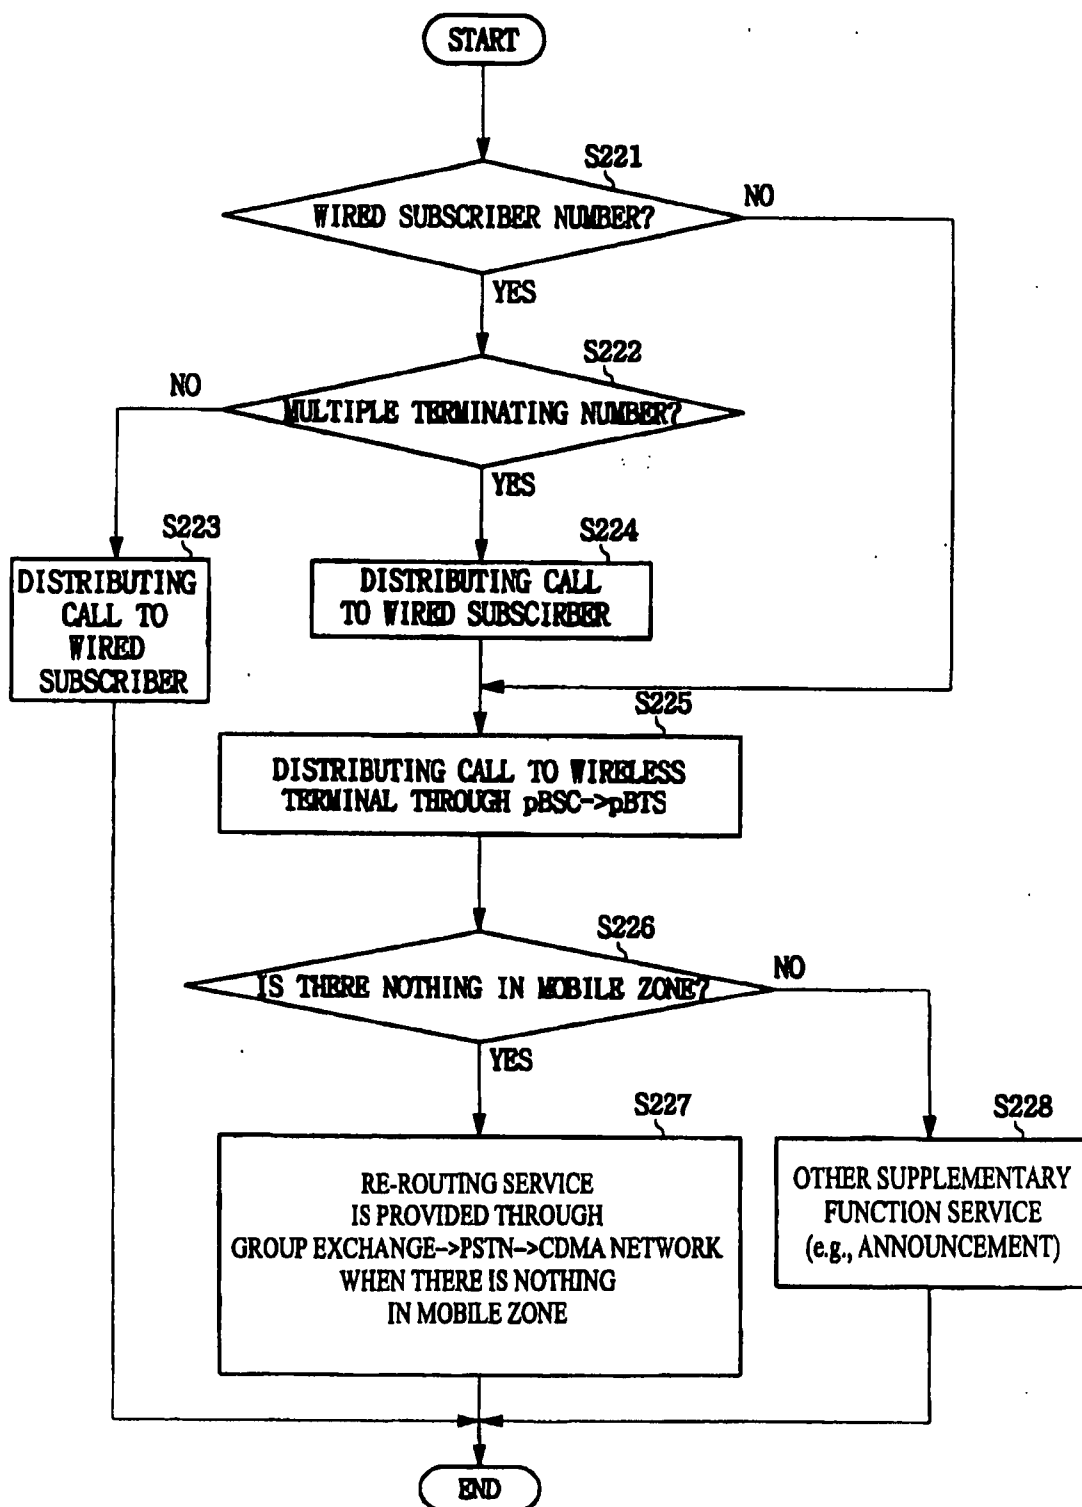 START
S221
WIRED SUBSCRIBER NUMBER?
NO
YES
S222
NO
MULTIPLE TERMINATING NUMBER?
YES
S223
DISTRIBUTING
CALL TO
WIRED
SUBSCRIBER
S224
DISTRIBUTING CALL
TO WIRED SUBSCIRBER
S225
DISTRIBUTING CALL TO WIRELESS
TERMINAL THROUGH pBSC->pBTS
S226
IS THERE NOTHING IN MOBILE ZONE?
NO
YES
S227
RE-ROUTING SERVICE
IS PROVIDED THROUGH
GROUP EXCHANGE->PSTN->CDMA NETWORK
WHEN THERE IS NOTHING
IN MOBILE ZONE
S228
OTHER SUPPLEMENTARY
FUNCTION SERVICE
(e.g., ANNOUNCEMENT)
END